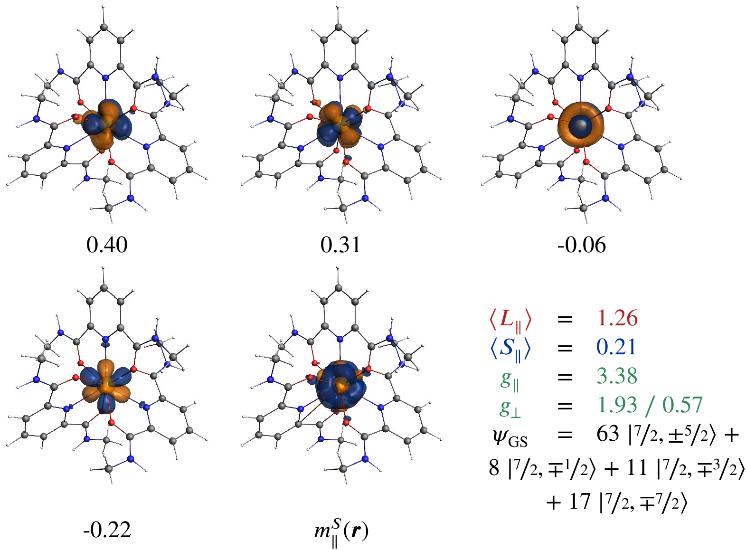 0.40
0.31
-0.06
⟨L∥⟩ = 1.26
⟨S∥⟩ = 0.21
g∥ = 3.38
g⊥ = 1.93 / 0.57
ψGS = 63 |7/2, ±5/2⟩ +
8 |7/2, ∓1/2⟩ + 11 |7/2, ∓3/2⟩
+ 17 |7/2, ∓7/2⟩
-0.22
m∥S(r)